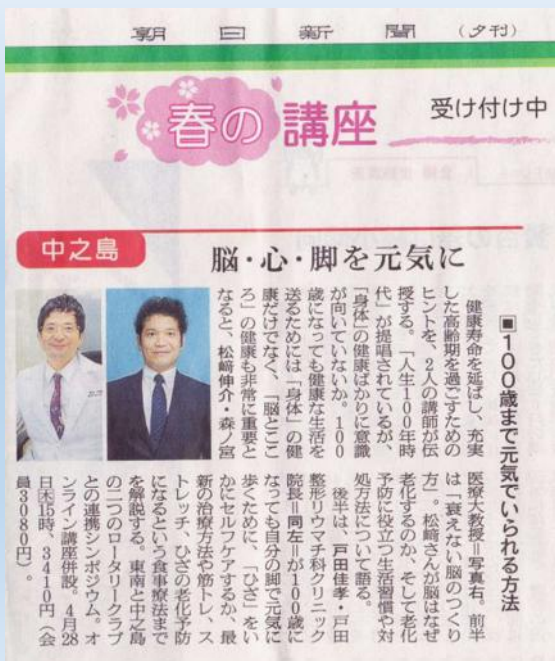 朝日新聞（夕刊）
春の講座 受け付け中
中之島
脳・心・脚を元気に
■100歳まで元気でいられる方法
健康寿命を延ばし、充実
した高齢期を過ごすための
ヒントを、2人の講師が伝
授する。「人生100年時
代」が提唱されているが、
「身体」の健康ばかりに意識
が向いていないか。100
歳になっても健康な生活を
送るためには「身体」の健
康だけでなく、「脳とここ
ろ」の健康も非常に重要と
なると、松﨑伸介・森ノ宮
医療大教授＝写真右。前半
は「衰えない脳のつくり
方」。松﨑さんが脳はなぜ
老化するのか、そして老化
予防に役立つ生活習慣や対
処方法について語る。
後半は、戸田佳孝・戸田
整形リウマチ科クリニック
院長＝同左＝が100歳に
なっても自分の脚で元気に
歩くために、「ひざ」をい
かにセルフケアするか、最
新の治療方法や筋トレ、ス
トレッチ、ひざの老化予防
になるという食事療法まで
を解説する。東南と中之島
の二つのロータリークラブ
との連携シンポジウム。オ
ンライン講座併設。4月28
日㊍15時、3410円（会
員3080円）。